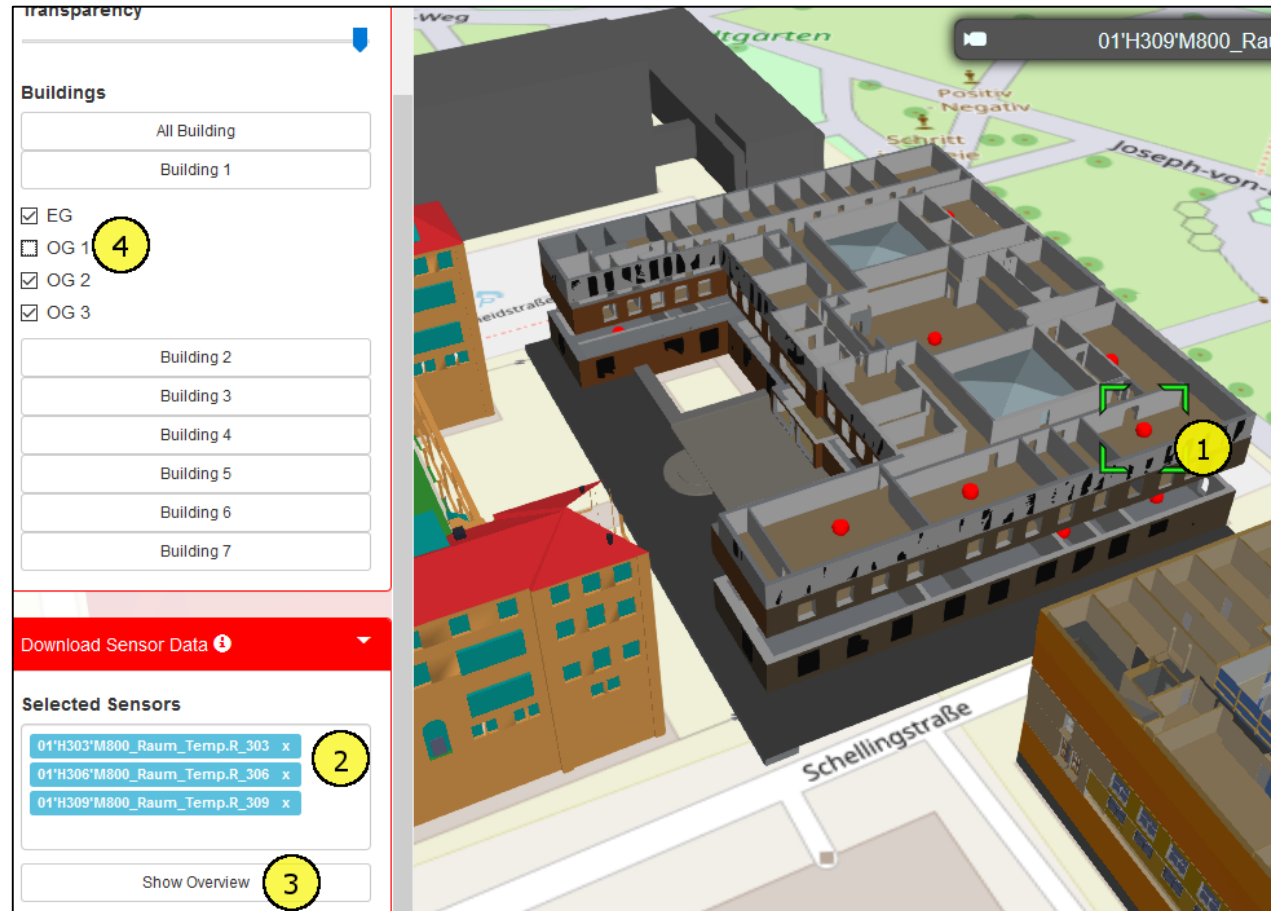 Transparency
Buildings
All Building
Building 1
EG
OG 1
4
OG 2
OG 3
Building 2
Building 3
Building 4
Building 5
Building 6
Building 7
Download Sensor Data
Selected Sensors
01'H303'M800_Raum_Temp.R_303 x
01'H306'M800_Raum_Temp.R_306 x
01'H309'M800_Raum_Temp.R_309 x
2
Show Overview
3
-Weg
tgarten
01'H309'M800_Rau
Positiv
- Negativ
Schritt
eie
Joseph-von-
eidstraße
1
Schellingstraße